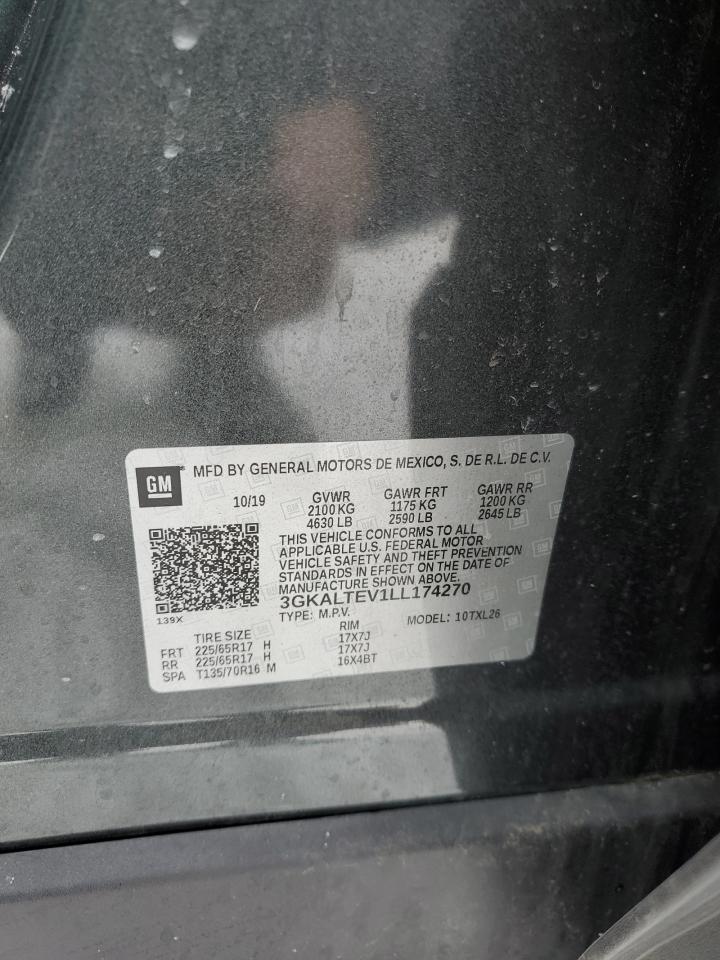 GM
MFD BY GENERAL MOTORS DE MEXICO, S. DE R.L. DE C.V.
10/19 GVWR GAWR FRT GAWR RR
2100 KG 1175 KG 1200 KG
4630 LB 2590 LB 2645 LB
THIS VEHICLE CONFORMS TO ALL
APPLICABLE U.S. FEDERAL MOTOR
VEHICLE SAFETY AND THEFT PREVENTION
STANDARDS IN EFFECT ON THE DATE OF
MANUFACTURE SHOWN ABOVE.
3GKALTEV1LL174270
139X
TYPE: M.P.V. MODEL: 10TXL26
TIRE SIZE RIM
FRT 225/65R17 H 17X7J
RR 225/65R17 H 17X7J
SPA T135/70R16 M 16X4BT